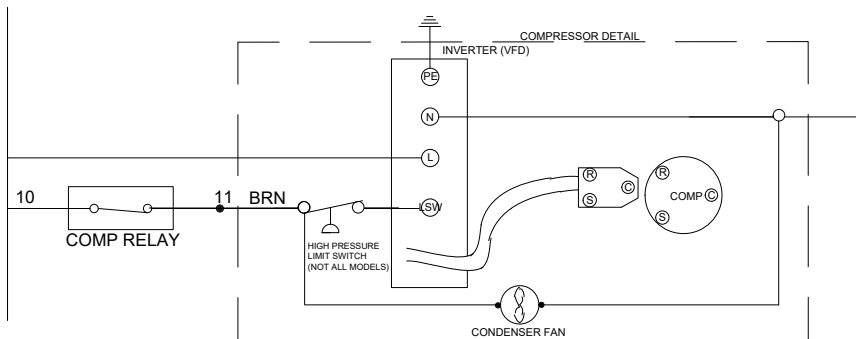 COMPRESSOR DETAIL
INVERTER (VFD)
PE
N
L
R
R
C
COMP C
S
S
10
11 BRN
LSW
COMP RELAY
HIGH PRESSURE
LIMIT SWITCH
(NOT ALL MODELS)
CONDENSER FAN